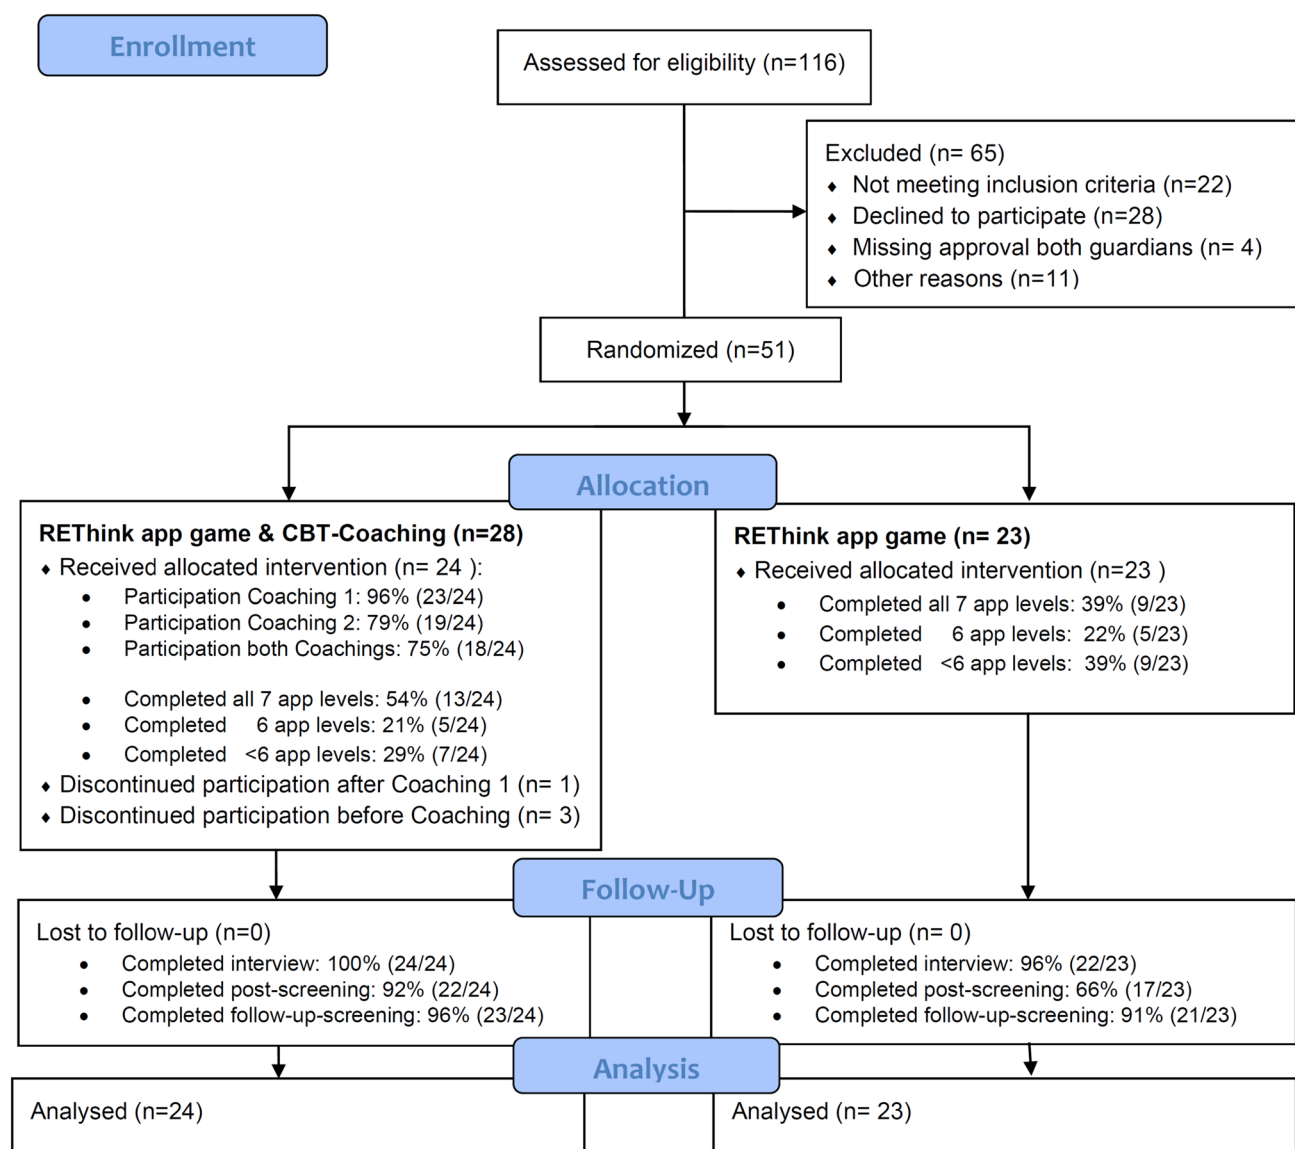 Enrollment
Assessed for eligibility (n=116)
Excluded (n= 65)
♦ Not meeting inclusion criteria (n=22)
♦ Declined to participate (n=28)
♦ Missing approval both guardians (n= 4)
♦ Other reasons (n=11)
Randomized (n=51)
Allocation
REThink app game & CBT-Coaching (n=28)
♦ Received allocated intervention (n= 24 ):
• Participation Coaching 1: 96% (23/24)
• Participation Coaching 2: 79% (19/24)
• Participation both Coachings: 75% (18/24)
• Completed all 7 app levels: 54% (13/24)
• Completed 6 app levels: 21% (5/24)
• Completed <6 app levels: 29% (7/24)
♦ Discontinued participation after Coaching 1 (n= 1)
♦ Discontinued participation before Coaching (n= 3)
REThink app game (n= 23)
♦ Received allocated intervention (n=23 )
• Completed all 7 app levels: 39% (9/23)
• Completed 6 app levels: 22% (5/23)
• Completed <6 app levels: 39% (9/23)
Follow-Up
Lost to follow-up (n=0)
• Completed interview: 100% (24/24)
• Completed post-screening: 92% (22/24)
• Completed follow-up-screening: 96% (23/24)
Lost to follow-up (n= 0)
• Completed interview: 96% (22/23)
• Completed post-screening: 66% (17/23)
• Completed follow-up-screening: 91% (21/23)
Analysis
Analysed (n=24)
Analysed (n= 23)